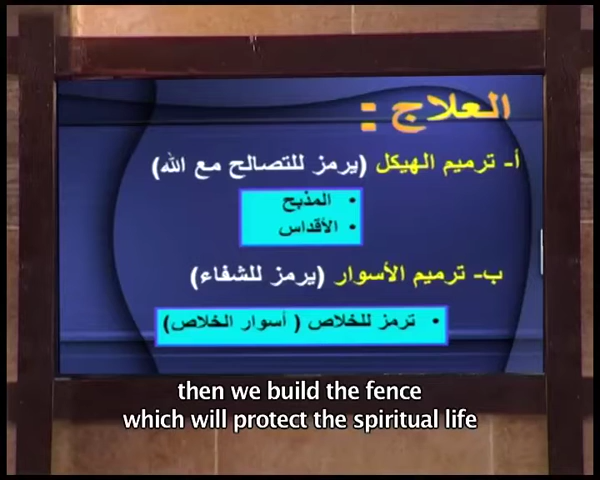 العلاج :
أ- ترميم الهيكل (يرمز للتصالح مع الله)
• المذبح
• الأقداس
ب- ترميم الأسوار (يرمز للشفاء)
• ترمز للخلاص ( أسوار الخلاص)
then we build the fence
which will protect the spiritual life